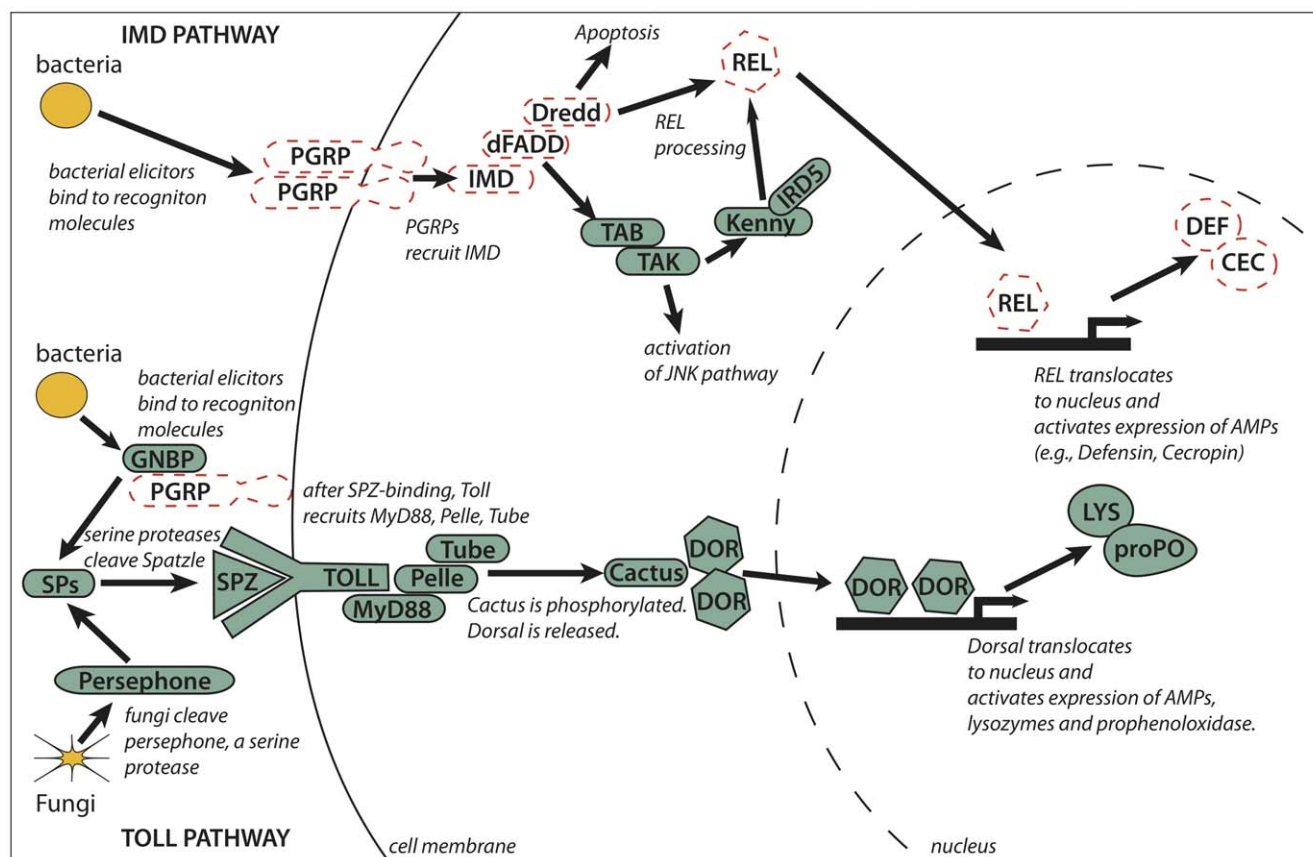 IMD PATHWAY
bacteria
bacterial elicitors
bind to recogniton
molecules
PGRP
PGRP
PGRPs
recruit IMD
IMD
dFADD
Dredd
Apoptosis
REL
REL
processing
TAB
TAK
Kenny
IRD5
activation
of JNK pathway
REL
DEF
CEC
REL translocates
to nucleus and
activates expression of AMPs
(e.g., Defensin, Cecropin)
bacteria
bacterial elicitors
bind to recogniton
molecules
GNBP
PGRP
serine proteases
cleave Spatzle
SPs
SPZ
TOLL
after SPZ-binding, Toll
recruits MyD88, Pelle, Tube
Tube
Pelle
MyD88
Cactus
DOR
DOR
Cactus is phosphorylated.
Dorsal is released.
DOR
DOR
LYS
proPO
Dorsal translocates
to nucleus and
activates expression of AMPs,
lysozymes and prophenoloxidase.
Persephone
fungi cleave
persephone, a serine
protease
Fungi
TOLL PATHWAY
cell membrane
nucleus